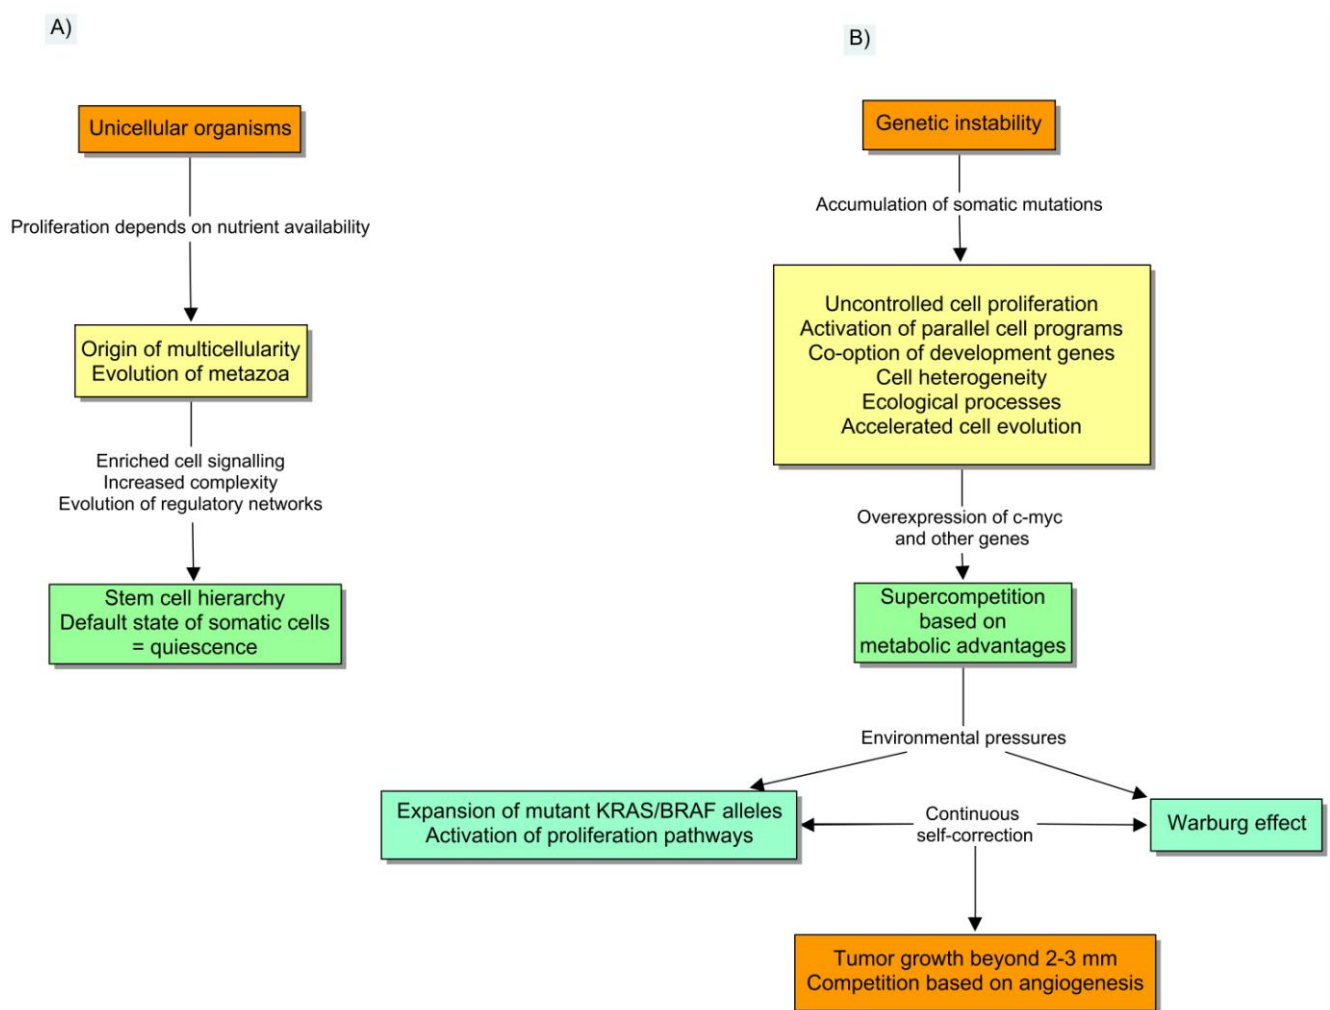 A)
Unicellular organisms
Proliferation depends on nutrient availability
Origin of multicellularity
Evolution of metazoa
Enriched cell signalling
Increased complexity
Evolution of regulatory networks
Stem cell hierarchy
Default state of somatic cells
= quiescence
B)
Genetic instability
Accumulation of somatic mutations
Uncontrolled cell proliferation
Activation of parallel cell programs
Co-option of development genes
Cell heterogeneity
Ecological processes
Accelerated cell evolution
Overexpression of c-myc
and other genes
Supercompetition
based on
metabolic advantages
Environmental pressures
Expansion of mutant KRAS/BRAF alleles
Activation of proliferation pathways
Continuous
self-correction
Warburg effect
Tumor growth beyond 2-3 mm
Competition based on angiogenesis